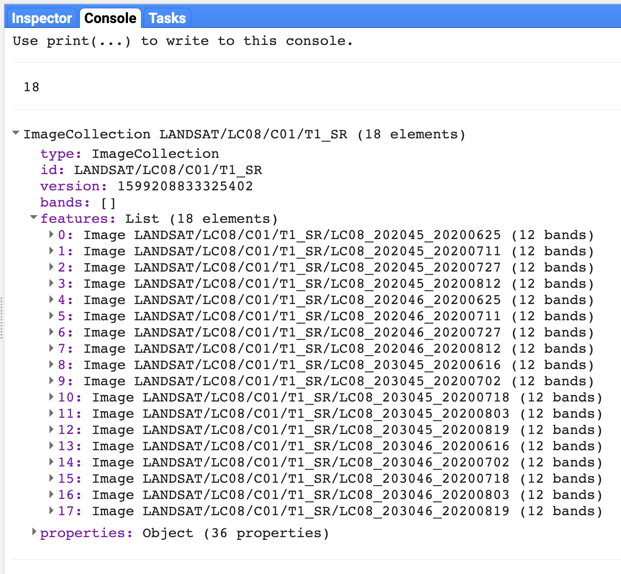 Inspector Console Tasks
Use print(...) to write to this console.
18
ImageCollection LANDSAT/LC08/C01/T1_SR (18 elements)
type: ImageCollection
id: LANDSAT/LC08/C01/T1_SR
version: 1599208833325402
bands: []
features: List (18 elements)
0: Image LANDSAT/LC08/C01/T1_SR/LC08_202045_20200625 (12 bands)
1: Image LANDSAT/LC08/C01/T1_SR/LC08_202045_20200711 (12 bands)
2: Image LANDSAT/LC08/C01/T1_SR/LC08_202045_20200727 (12 bands)
3: Image LANDSAT/LC08/C01/T1_SR/LC08_202045_20200812 (12 bands)
4: Image LANDSAT/LC08/C01/T1_SR/LC08_202046_20200625 (12 bands)
5: Image LANDSAT/LC08/C01/T1_SR/LC08_202046_20200711 (12 bands)
6: Image LANDSAT/LC08/C01/T1_SR/LC08_202046_20200727 (12 bands)
7: Image LANDSAT/LC08/C01/T1_SR/LC08_202046_20200812 (12 bands)
8: Image LANDSAT/LC08/C01/T1_SR/LC08_203045_20200616 (12 bands)
9: Image LANDSAT/LC08/C01/T1_SR/LC08_203045_20200702 (12 bands)
10: Image LANDSAT/LC08/C01/T1_SR/LC08_203045_20200718 (12 bands)
11: Image LANDSAT/LC08/C01/T1_SR/LC08_203045_20200803 (12 bands)
12: Image LANDSAT/LC08/C01/T1_SR/LC08_203045_20200819 (12 bands)
13: Image LANDSAT/LC08/C01/T1_SR/LC08_203046_20200616 (12 bands)
14: Image LANDSAT/LC08/C01/T1_SR/LC08_203046_20200702 (12 bands)
15: Image LANDSAT/LC08/C01/T1_SR/LC08_203046_20200718 (12 bands)
16: Image LANDSAT/LC08/C01/T1_SR/LC08_203046_20200803 (12 bands)
17: Image LANDSAT/LC08/C01/T1_SR/LC08_203046_20200819 (12 bands)
properties: Object (36 properties)